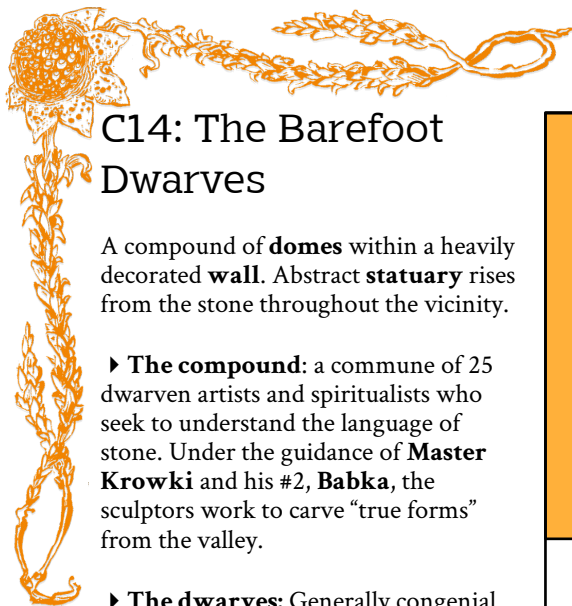 C14: The Barefoot
Dwarves
A compound of domes within a heavily
decorated wall. Abstract statuary rises
from the stone throughout the vicinity.
▸ The compound: a commune of 25
dwarven artists and spiritualists who
seek to understand the language of
stone. Under the guidance of Master
Krowki and his #2, Babka, the
sculptors work to carve “true forms”
from the valley.
▸ The dwarves: Generally congenial